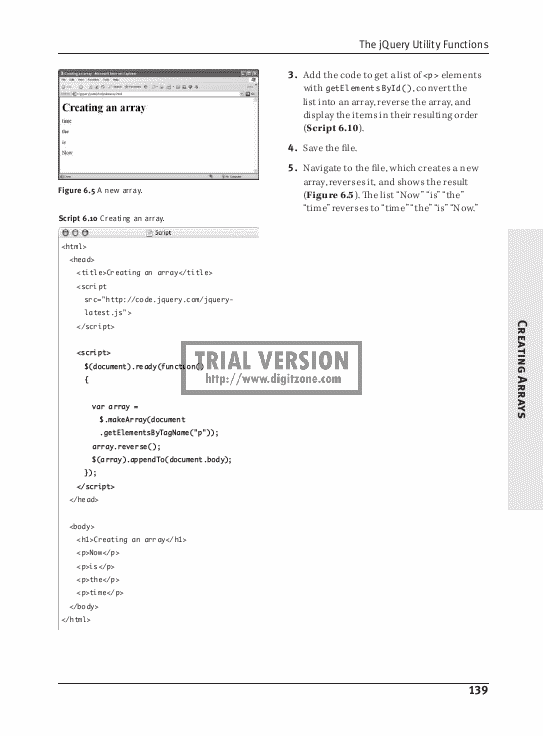 The jQuery Utility Functions
Creating an array
time
the
is
Now
Figure 6.5 A new array.
Script 6.10 Creating an array.
Script
<html>
<head>
<title>Creating an array</title>
<script
src="http://code.jquery.com/jquery-
latest.js">
</script>
<script>
$(document).ready(function()
{
var array =
$.makeArray(document
.getElementsByTagName("p"));
array.reverse();
$(array).appendTo(document.body);
});
</script>
</head>
<body>
<h1>Creating an array</h1>
<p>Now</p>
<p>is</p>
<p>the</p>
<p>time</p>
</body>
</html>
3. Add the code to get a list of <p> elements
with getElementsById(), convert the
list into an array, reverse the array, and
display the items in their resulting order
(Script 6.10).
4. Save the file.
5. Navigate to the file, which creates a new
array, reverses it, and shows the result
(Figure 6.5). The list “Now” “is” “the”
“time” reverses to “time” “the” “is” “Now.”
TRIAL VERSION
http://www.digitzone.com
Creating Arrays
139